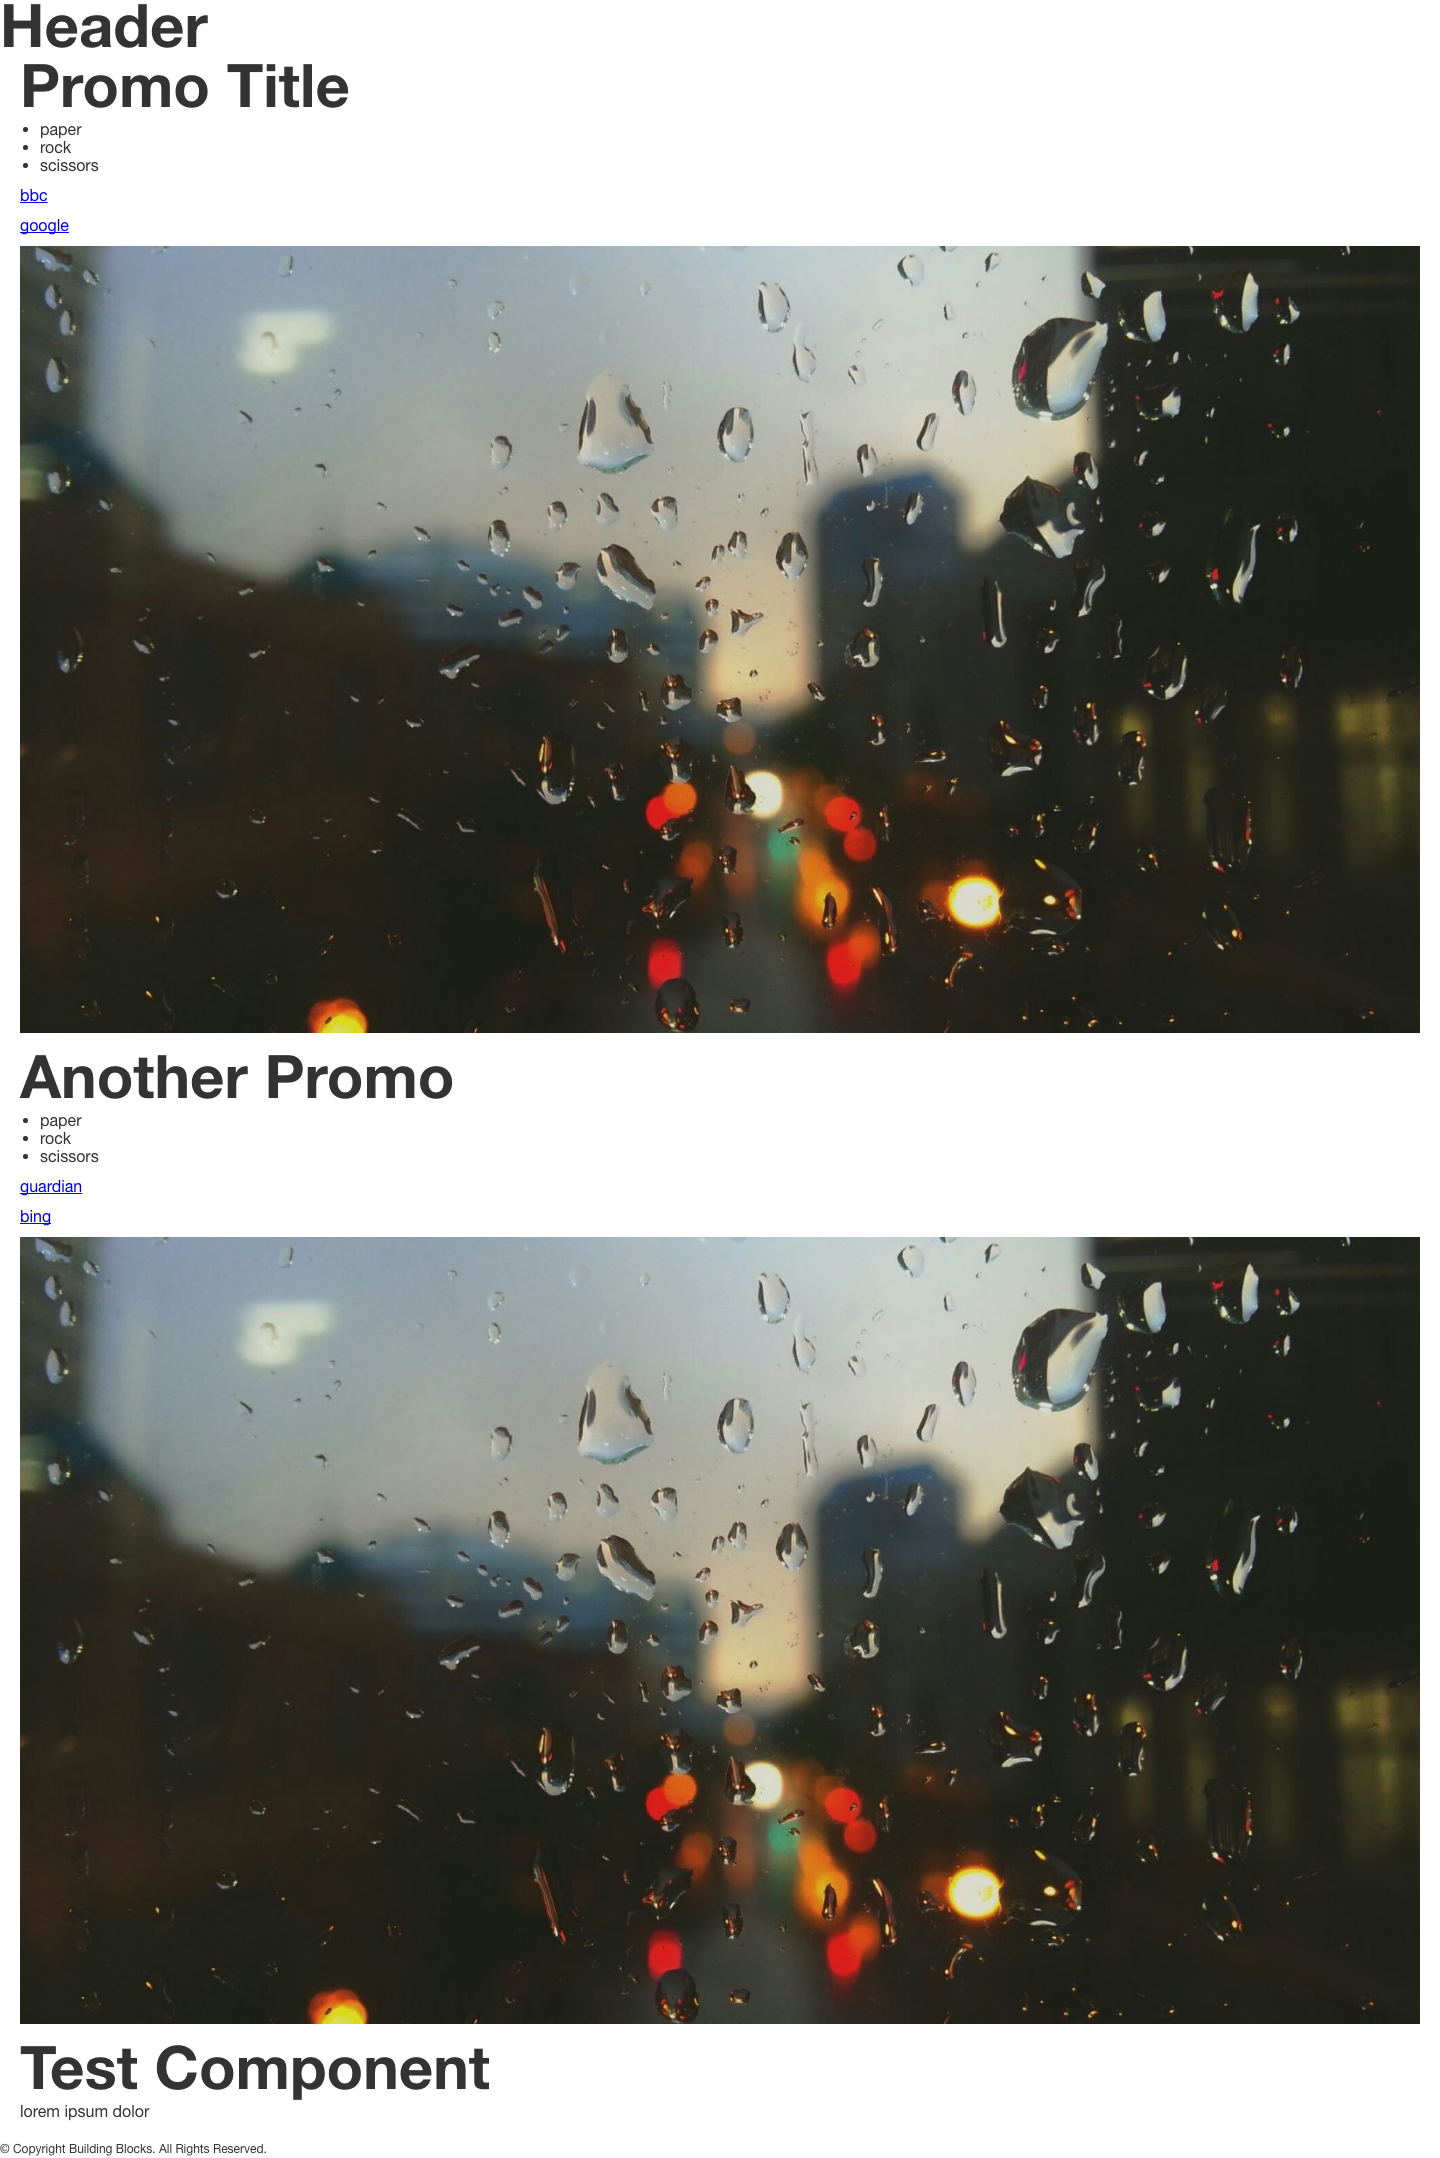 Header
Promo Title
paper
rock
scissors
bbc
google
Another Promo
paper
rock
scissors
guardian
bing
Test Component
lorem ipsum dolor
© Copyright Building Blocks. All Rights Reserved.